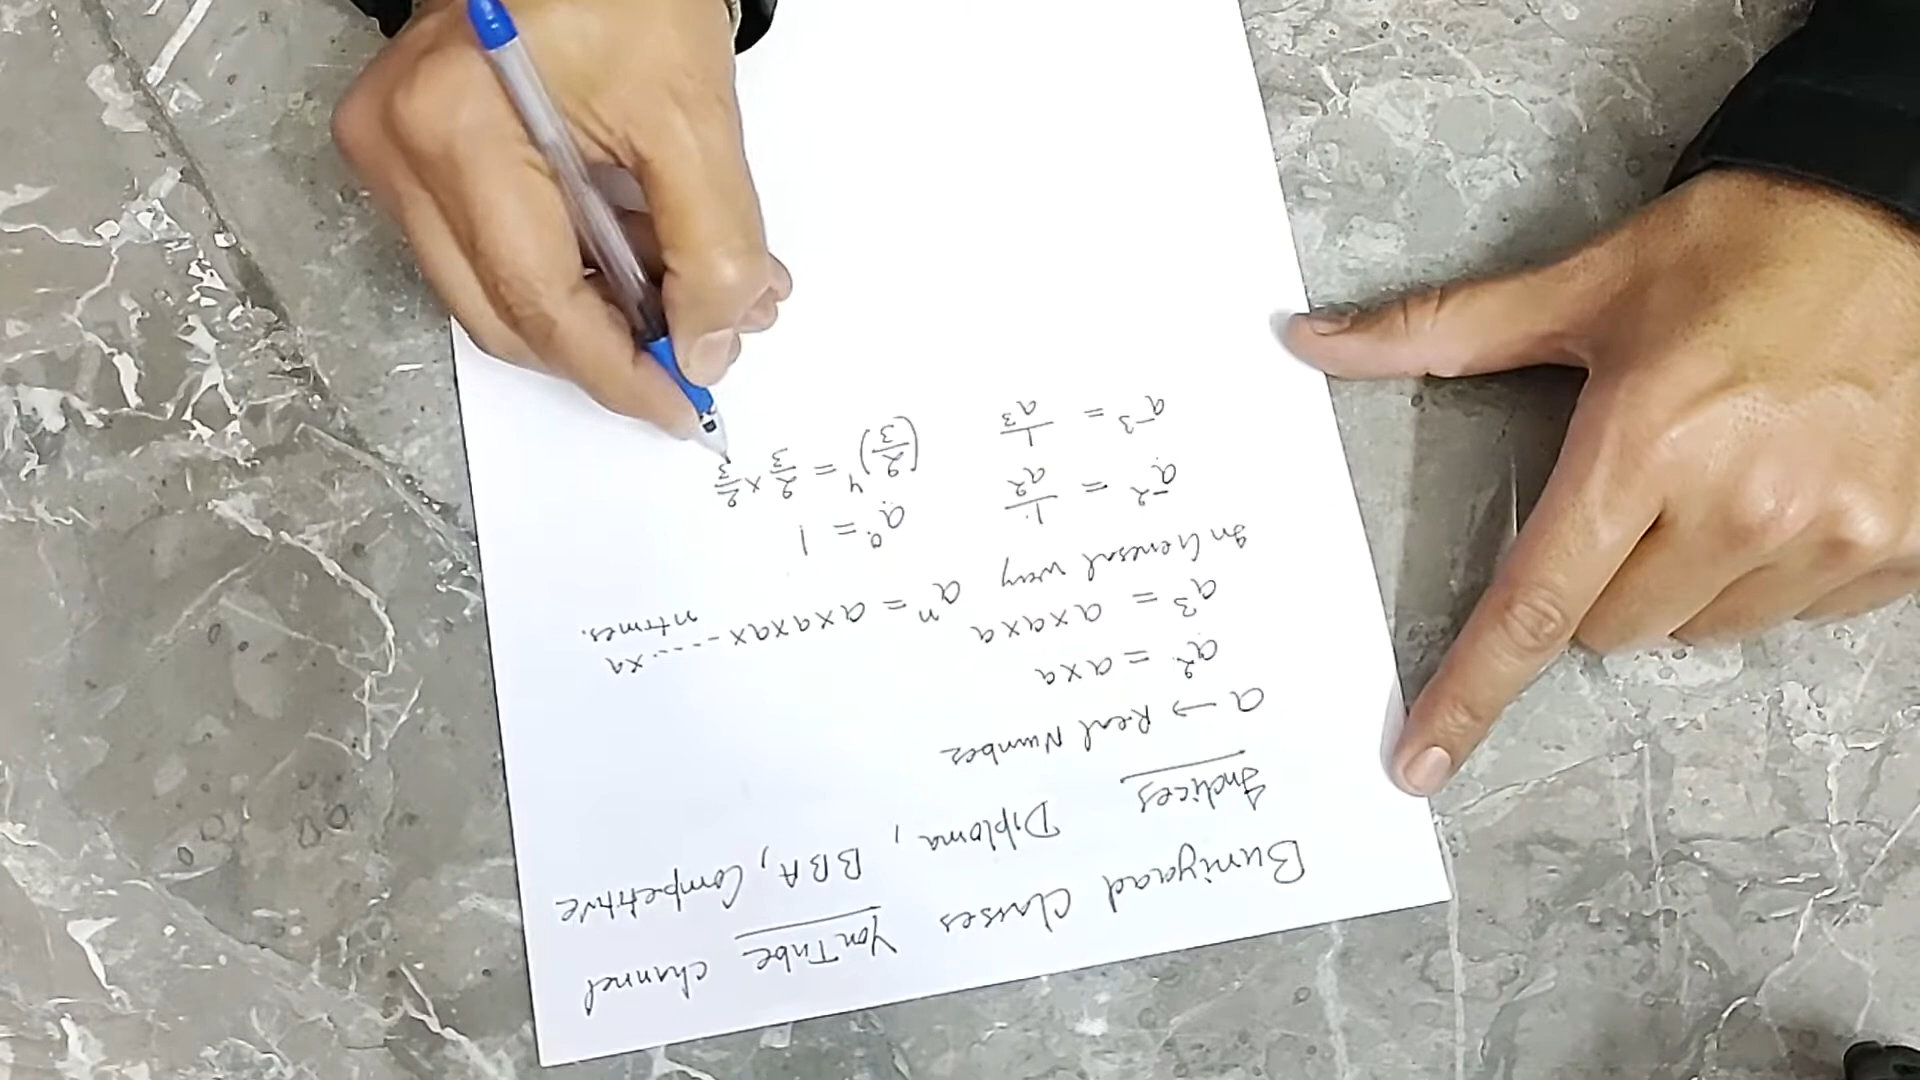 Buniyaad Classes YouTube channel
Indices Diploma, BBA, Competitive
a → Real Number
a² = a×a
a³ = a×a×a
In General way aⁿ = a×a×a×-.....×a
n times.
a⁻² = 1/a² a⁰ = 1
a⁻³ = 1/a³ (2/3)⁴ = 2/3 × 2/3